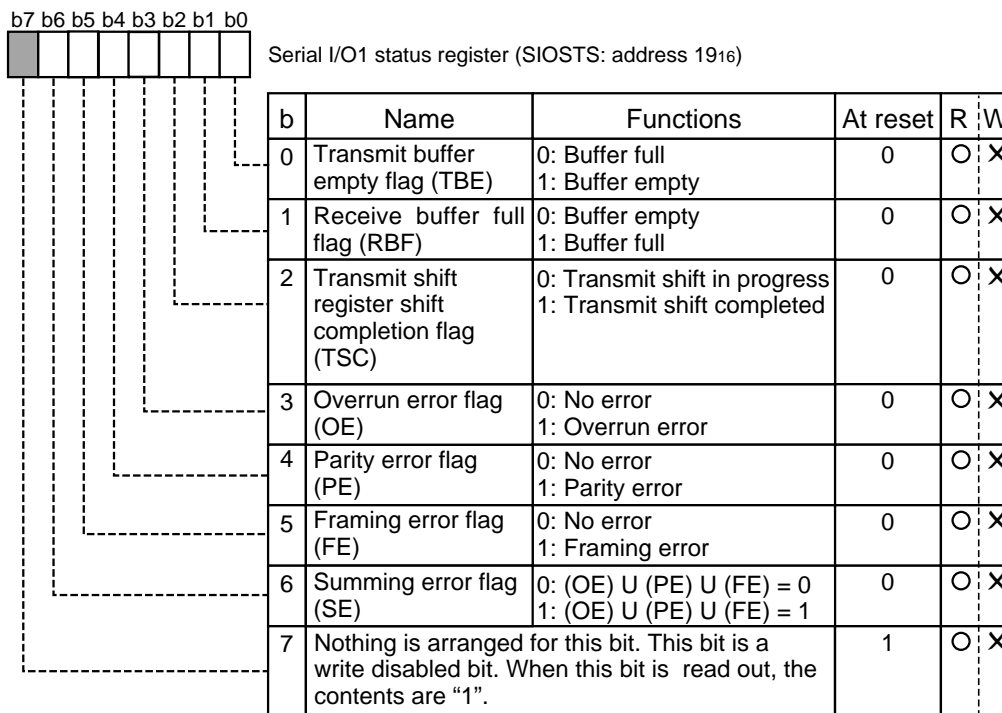 b7 b6 b5 b4 b3 b2 b1 b0
Serial I/O1 status register (SIOSTS: address 19₁₆)
b Name Functions At reset R W
0 Transmit buffer 0: Buffer full 0 O X
empty flag (TBE) 1: Buffer empty
1 Receive buffer full 0: Buffer empty 0 O X
flag (RBF) 1: Buffer full
2 Transmit shift 0: Transmit shift in progress 0 O X
register shift 1: Transmit shift completed
completion flag
(TSC)
3 Overrun error flag 0: No error 0 O X
(OE) 1: Overrun error
4 Parity error flag 0: No error 0 O X
(PE) 1: Parity error
5 Framing error flag 0: No error 0 O X
(FE) 1: Framing error
6 Summing error flag 0: (OE) U (PE) U (FE) = 0 0 O X
(SE) 1: (OE) U (PE) U (FE) = 1
7 Nothing is arranged for this bit. This bit is a 1 O X
write disabled bit. When this bit is read out, the
contents are “1”.